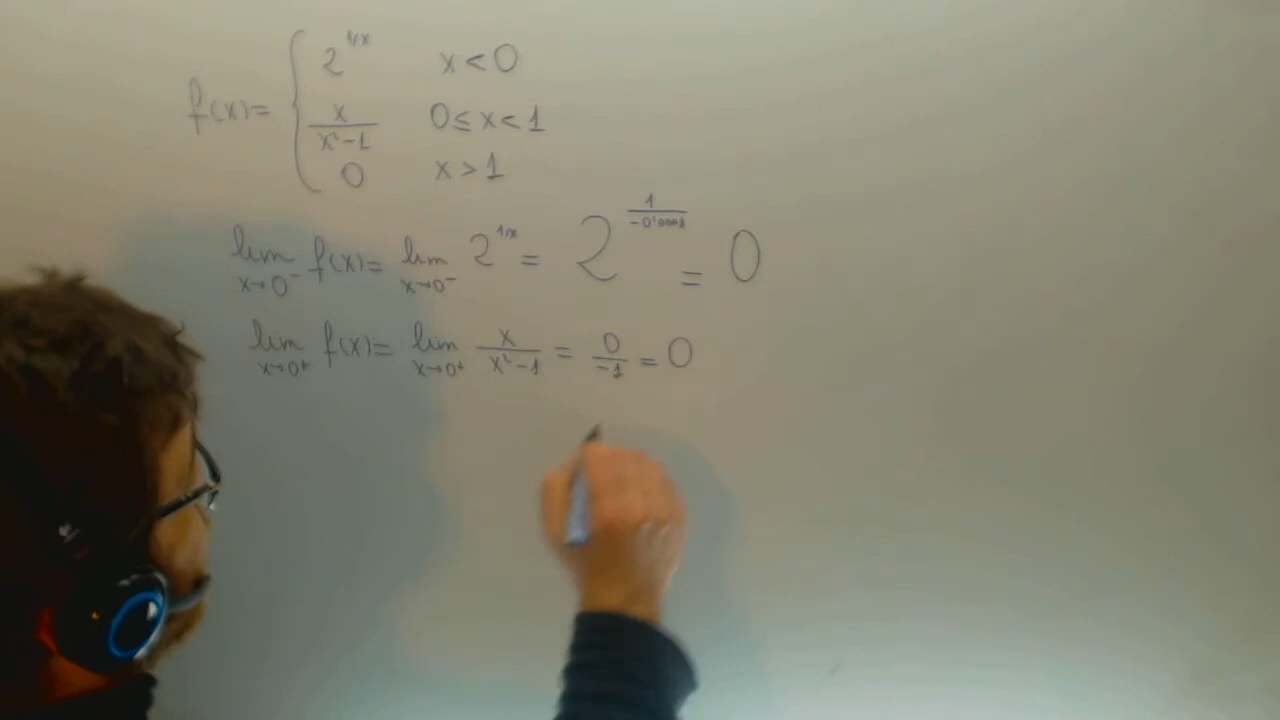 f(x)= { 2^{1/x} x < 0
x/(x²-1) 0 ≤ x < 1
0 x > 1
lim x→0⁻ f(x) = lim x→0⁻ 2^{1/x} = 2^{1/(-0'0001)} = 0
lim x→0⁺ f(x) = lim x→0⁺ x/(x²-1) = 0/-1 = 0